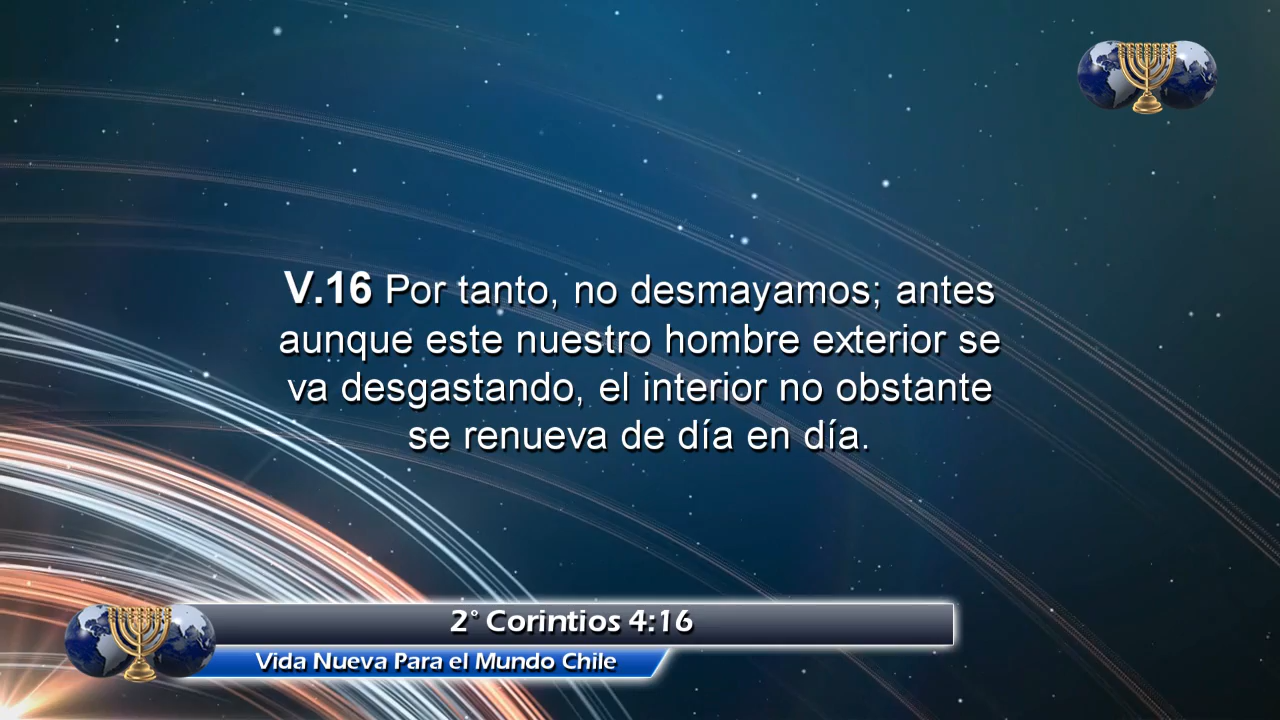 V.16 Por tanto, no desmayamos; antes
aunque este nuestro hombre exterior se
va desgastando, el interior no obstante
se renueva de día en día.
2° Corintios 4:16
Vida Nueva Para el Mundo Chile